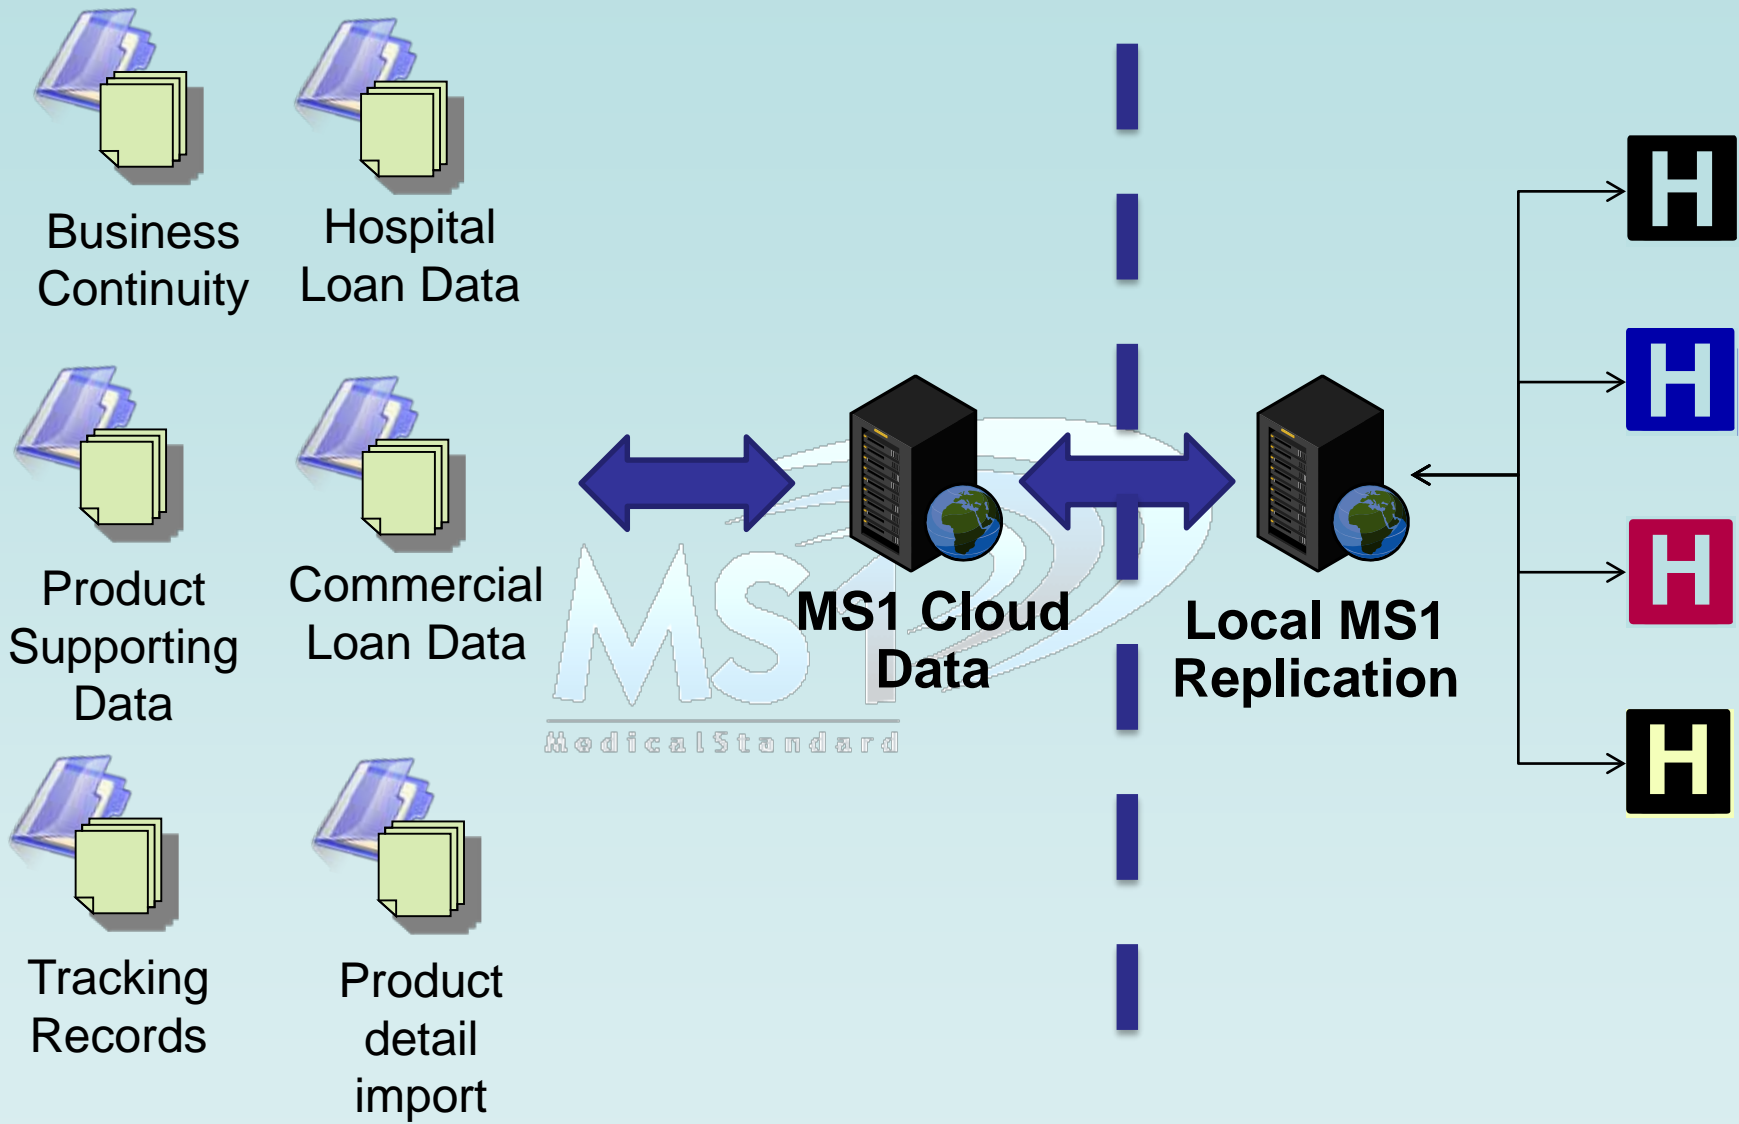 Business
Continuity
Hospital
Loan Data
Product
Supporting
Data
Commercial
Loan Data
Tracking
Records
Product
detail
import
MS1
MedicalStandard
MS1 Cloud
Data
Local MS1
Replication
H
H
H
H